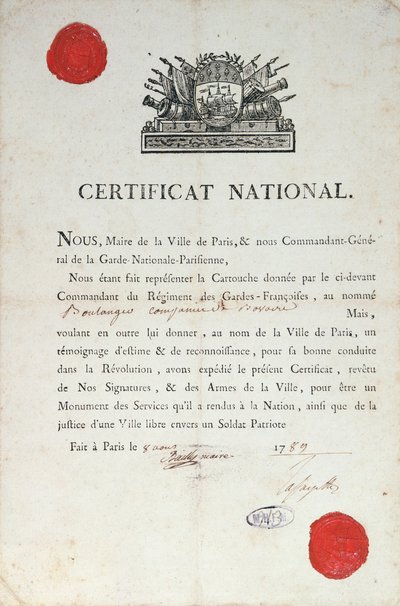 CERTIFICAT NATIONAL.
NOUS, Maire de la Ville de Paris, & nous Commandant-Géné-
ral de la Garde-Nationale-Parisienne,
Nous étant fait représenter la Cartouche donnée par le ci-devant
Commandant du Régiment des Gardes-Françoises, au nommé
Boulanger compagnie de
Mais,
voulant en outre lui donner, au nom de la Ville de Paris, un
témoignage d'estime & de reconnoissance, pour sa bonne conduite
dans la Révolution, avons expédié le présent Certificat, revêtu
de Nos Signatures, & des Armes de la Ville, pour être un
Monument des Services qu'il a rendus à la Nation, ainsi que de la
justice d'une Ville libre envers un Soldat Patriote
Fait à Paris le 8 1789
Bailly maire
Lafayette